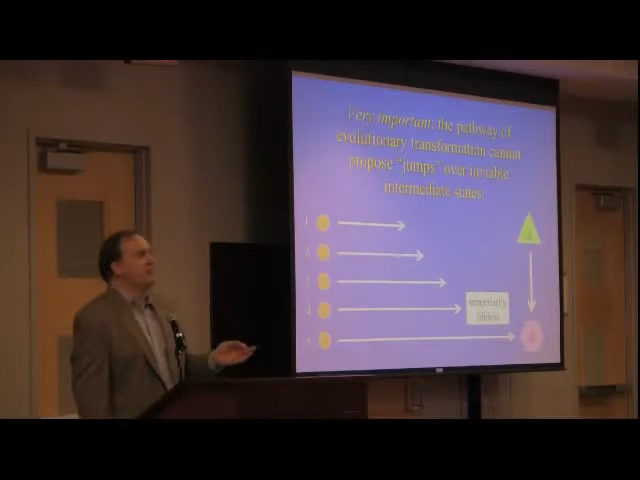 Very important: the pathway of
evolutionary transformation cannot
propose "jumps" over inviable
intermediate states:
1
2
3
4
temporarily
lifeless
5